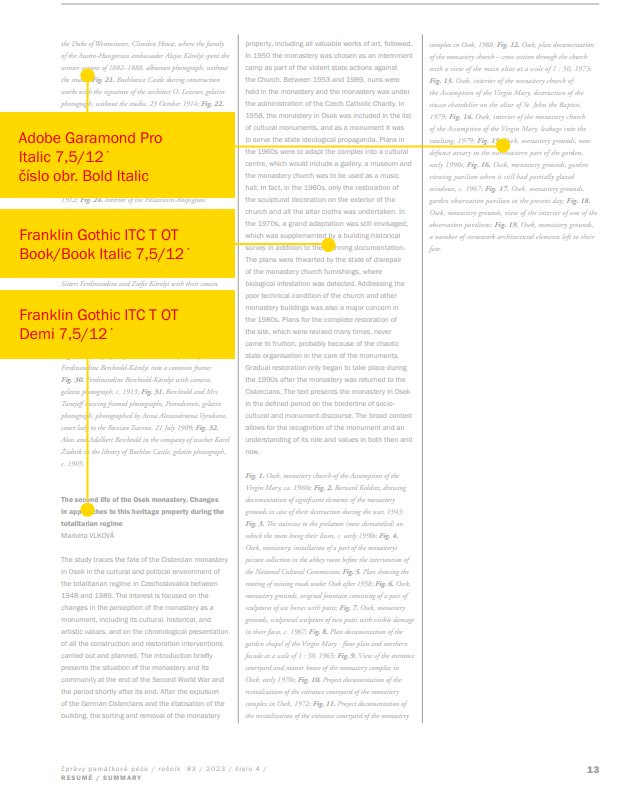 the Duke of Westminster. Cliveden House, where the family
of the Austro-Hungarian ambassador Alajos Károlyi spent the
winter seasons of 1882–1888, albumen photograph, without
the studio; Fig. 21. Buchlovice Castle during construction
works with the signature of the architect O. Leixner, gelatin
photograph, without the studio, 23 October 1914; Fig. 22.
Adobe Garamond Pro
Italic 7,5/12
číslo obr. Bold Italic
1912; Fig. 24. Interior of the
Franklin Gothic ITC T OT
Book/Book Italic 7,5/12
Sisters Ferdinandine and Zoefie Károlyi with their cousin
Franklin Gothic ITC T OT
Demi 7,5/12
Ferdinandine Berchtold-Károlyi into a common frame;
Fig. 30. Ferdinandine Berchtold-Károlyi with camera,
gelatin photograph, c. 1913; Fig. 31. Berchtold and Mrs.
Tanejeff viewing framed photographs, Petrodvorets, gelatin
photograph, photographed by Anna Alexandrovna Vyrubova,
court lady to the Russian Tsarina, 21 July 1909; Fig. 32.
Alois and Adalbert Berchtold in the company of teacher Karel
Žádník in the library of Buchlov Castle, gelatin photograph,
c. 1905.
The second life of the Osek monastery. Changes
in approaches to this heritage property during the
totalitarian regime
Markéta VLKOVÁ
The study traces the fate of the Cistercian monastery
in Osek in the cultural and political environment of
the totalitarian regime in Czechoslovakia between
1948 and 1989. The interest is focused on the
changes in the perception of the monastery as a
monument, including its cultural, historical, and
artistic values, and on the chronological presentation
of all the construction and restoration interventions
carried out and planned. The introduction briefly
presents the situation of the monastery and its
community at the end of the Second World War and
the period shortly after its end. After the expulsion
of the German Cistercians and the étatisation of the
building, the sorting and removal of the monastery
property, including all valuable works of art, followed.
In 1950 the monastery was chosen as an internment
camp as part of the violent state actions against
the Church. Between 1953 and 1989, nuns were
held in the monastery and the monastery was under
the administration of the Czech Catholic Charity. In
1958, the monastery in Osek was included in the list
of cultural monuments, and as a monument it was
to serve the state ideological propaganda. Plans in
the 1960s were to adapt the complex into a cultural
centre, which would include a gallery, a museum and
the monastery church was to be used as a music
hall. In fact, in the 1960s, only the restoration of
the sculptural decoration on the exterior of the
church and all the altar cloths was undertaken. In
the 1970s, a grand adaptation was still envisaged,
which was supplemented by a building-historical
survey in addition to the planning documentation.
The plans were thwarted by the state of disrepair
of the monastery church furnishings, where
biological infestation was detected. Addressing the
poor technical condition of the church and other
monastery buildings was also a major concern in
the 1980s. Plans for the complete restoration of
the site, which were revised many times, never
came to fruition, probably because of the chaotic
state organisation in the care of the monuments.
Gradual restoration only began to take place during
the 1990s after the monastery was returned to the
Cistercians. The text presents the monastery in Osek
in the defined period on the borderline of socio-
cultural and monument discourse. The broad context
allows for the recognition of the monument and an
understanding of its role and values in both then and
now.
Fig. 1. Osek, monastery church of the Assumption of the
Virgin Mary, ca. 1960s; Fig. 2. Bernard Kolditz, drawing
documentation of significant elements of the monastery
grounds in case of their destruction during the war, 1943;
Fig. 3. The staircase to the prelature (now dismantled) on
which the nuns hung their linen, c. early 1990s; Fig. 4.
Osek, monastery, installation of a part of the monastery's
picture collection in the abbey room before the intervention of
the National Cultural Commission; Fig. 5. Plan showing the
routing of mining made under Osek after 1958; Fig. 6. Osek,
monastery grounds, original fountain consisting of a pair of
sculptures of sea horses with putti; Fig. 7. Osek, monastery
grounds, sculptural sculpture of two putti with visible damage
in their faces, c. 1967; Fig. 8. Plan documentation of the
garden chapel of the Virgin Mary - floor plan and northern
facade at a scale of 1 : 50, 1965; Fig. 9. View of the entrance
courtyard and manor house of the monastery complex in
Osek, early 1970s; Fig. 10. Project documentation of the
revitalization of the entrance courtyard of the monastery
complex in Osek, 1972; Fig. 11. Project documentation of
the revitalization of the entrance courtyard of the monastery
complex in Osek, 1988; Fig. 12. Osek, plan documentation
of the monastery church – cross section through the church
with a view of the main altar at a scale of 1 : 50, 1973;
Fig. 13. Osek, interior of the monastery church of
the Assumption of the Virgin Mary, destruction of the
stucco chandelier on the altar of St. John the Baptist,
1979; Fig. 14. Osek, interior of the monastery church
of the Assumption of the Virgin Mary, leakage into the
vaulting, 1979; Fig. 15. Osek, monastery grounds, now
defunct aviary in the northeastern part of the garden,
early 1990s; Fig. 16. Osek, monastery grounds, garden
viewing pavilion when it still had partially glazed
windows, c. 1967; Fig. 17. Osek, monastery grounds,
garden observation pavilion in the present day; Fig. 18.
Osek, monastery grounds, view of the interior of one of the
observation pavilions; Fig. 19. Osek, monastery grounds,
a number of stonework architectural elements left to their
fate.
Zprávy památkové péče / ročník 83 / 2023 / číslo 4 /
RESUMÉ / SUMMARY
13